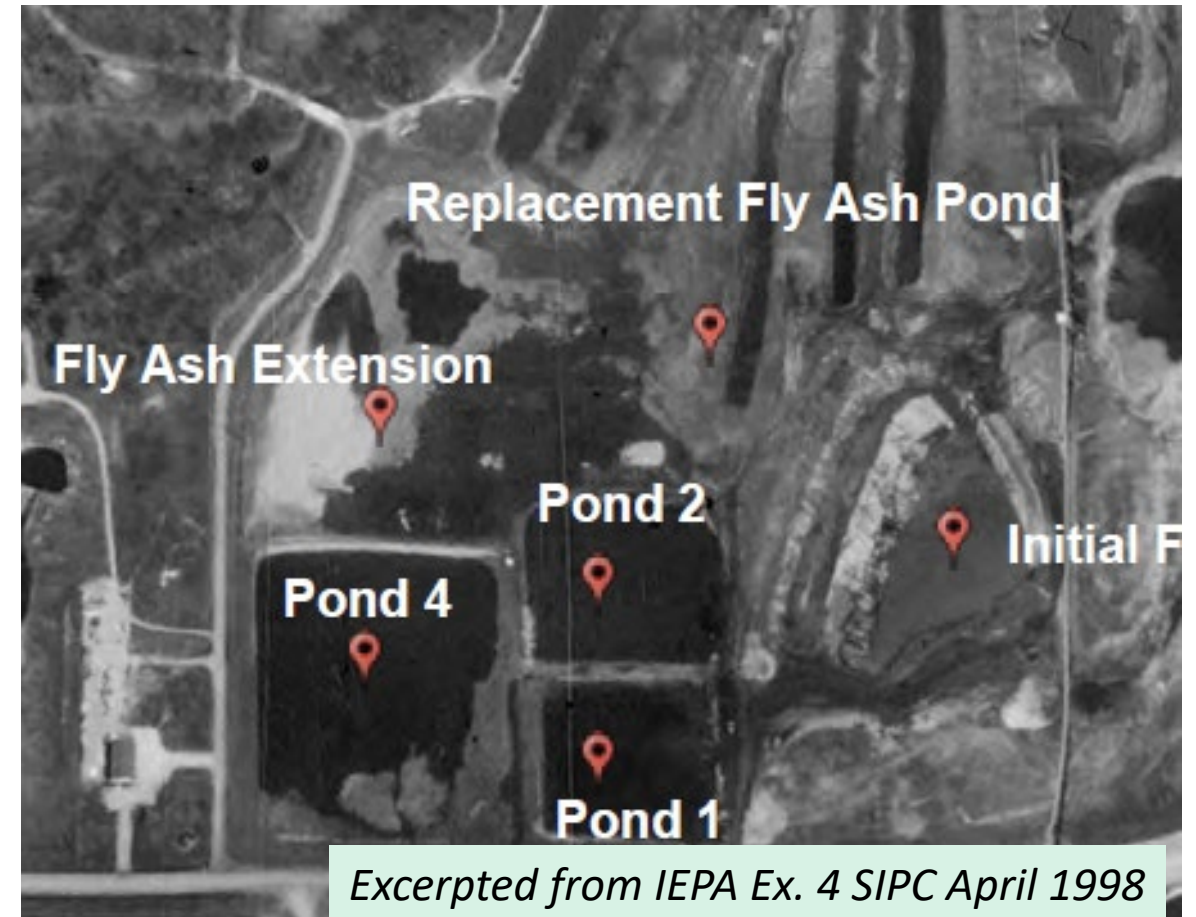 Replacement Fly Ash Pond
Fly Ash Extension
Pond 2
Initial F
Pond 4
Pond 1
Excerpted from IEPA Ex. 4 SIPC April 1998